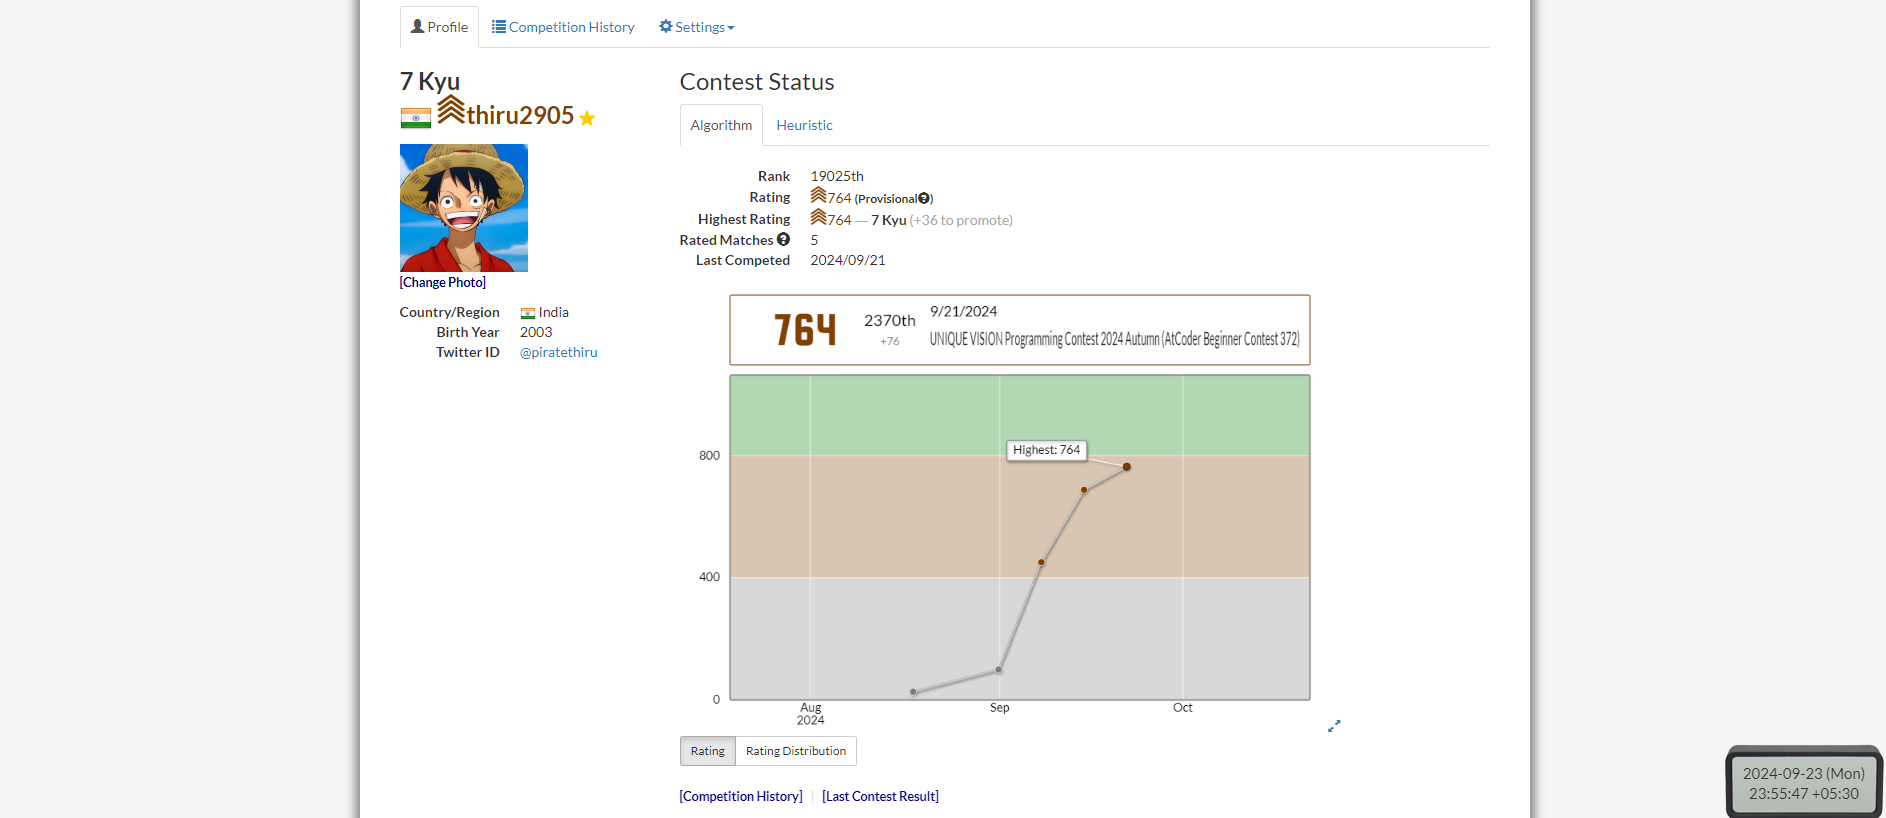 Profile
Competition History
Settings
7 Kyu
thiru2905
[Change Photo]
Country/Region India
Birth Year 2003
Twitter ID @piratethiru
Contest Status
Algorithm
Heuristic
Rank 19025th
Rating 764 (Provisional?)
Highest Rating 764 — 7 Kyu (+36 to promote)
Rated Matches ? 5
Last Competed 2024/09/21
764
2370th
+76
9/21/2024
UNIQUE VISION Programming Contest 2024 Autumn (AtCoder Beginner Contest 372)
Highest: 764
800
400
0
Aug
2024
Sep
Oct
Rating
Rating Distribution
[Competition History] | [Last Contest Result]
2024-09-23 (Mon)
23:55:47 +05:30